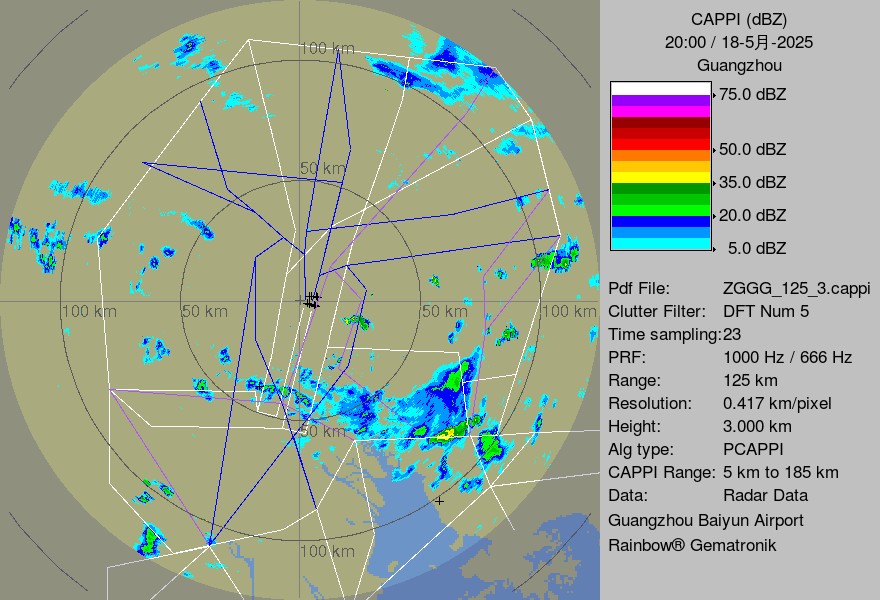 CAPPI (dBZ)
20:00 / 18-5月-2025
Guangzhou
75.0 dBZ
50.0 dBZ
35.0 dBZ
20.0 dBZ
5.0 dBZ
Pdf File: ZGGG_125_3.cappi
Clutter Filter: DFT Num 5
Time sampling:23
PRF: 1000 Hz / 666 Hz
Range: 125 km
Resolution: 0.417 km/pixel
Height: 3.000 km
Alg type: PCAPPI
CAPPI Range: 5 km to 185 km
Data: Radar Data
Guangzhou Baiyun Airport
Rainbow® Gematronik
100 km
50 km
100 km
50 km
50 km
100 km
50 km
100 km